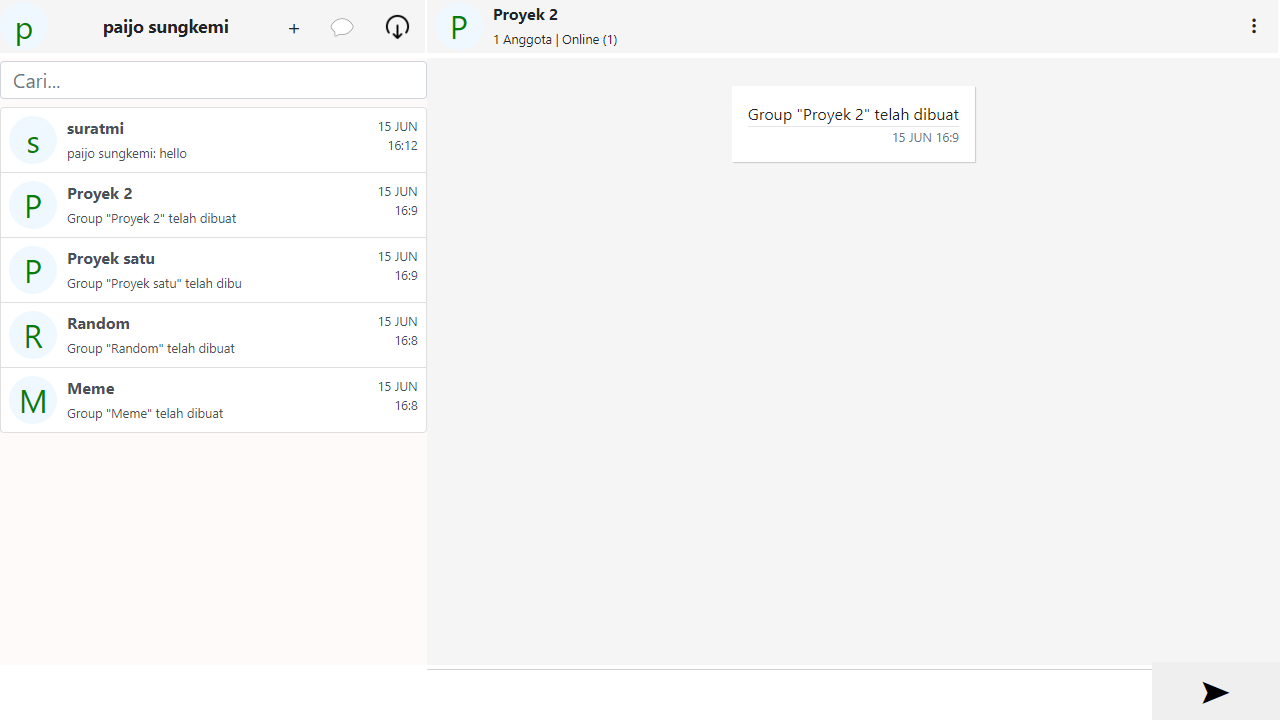 p
paijo sungkemi
+
Cari...
s
suratmi
15 JUN
paijo sungkemi: hello
16:12
P
Proyek 2
15 JUN
Group "Proyek 2" telah dibuat
16:9
P
Proyek satu
15 JUN
Group "Proyek satu" telah dibu
16:9
R
Random
15 JUN
Group "Random" telah dibuat
16:8
M
Meme
15 JUN
Group "Meme" telah dibuat
16:8
P
Proyek 2
1 Anggota | Online (1)
Group "Proyek 2" telah dibuat
15 JUN 16:9